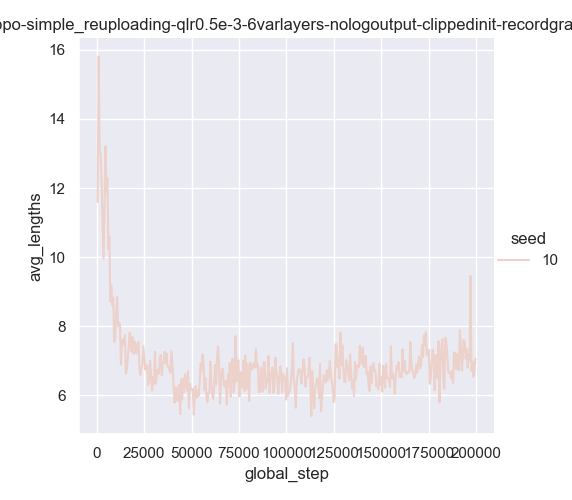 ppo-simple_reuploading-qlr0.5e-3-6varlayers-nologoutput-clippedinit-recordgra
16
14
12
10
8
6
avg_lengths
0 25000 50000 75000 100000 125000 150000 175000 200000
global_step
seed
10